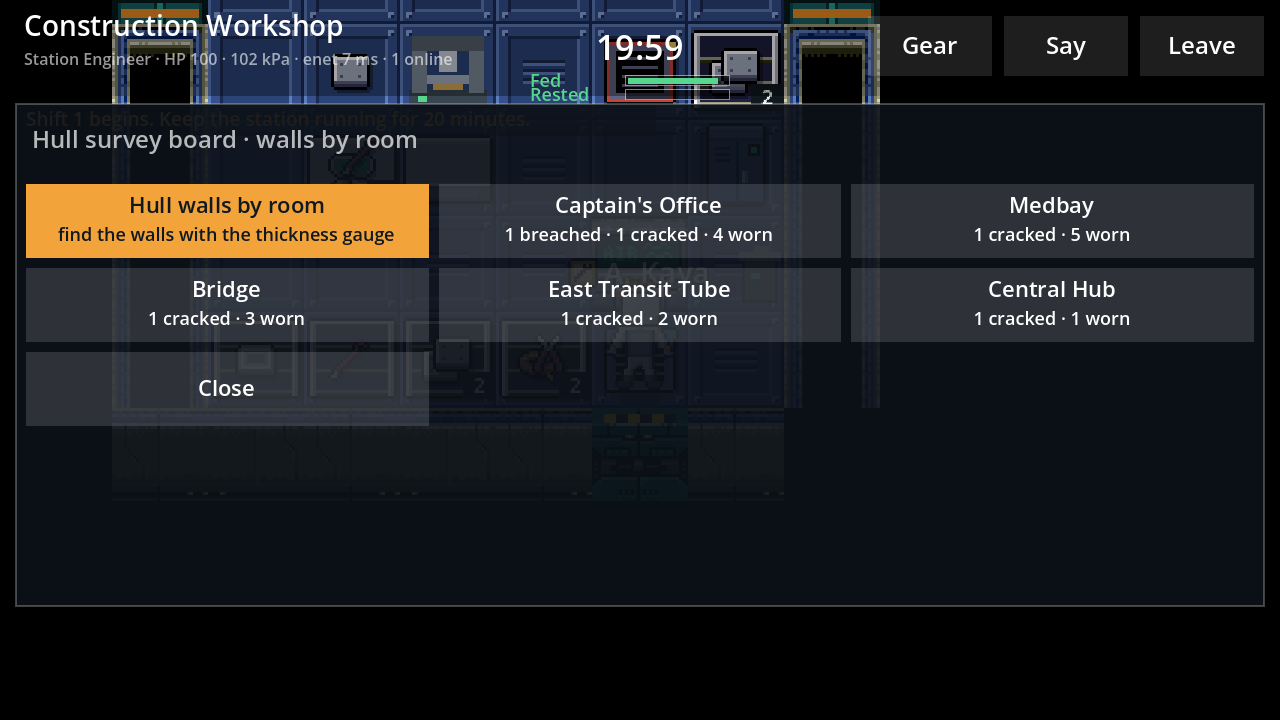 Construction Workshop
Station Engineer · HP 100 · 102 kPa · enet 7 ms · 1 online
19:59
Fed
Rested
Gear
Say
Leave
2
Shift 1 begins. Keep the station running for 20 minutes.
Hull survey board · walls by room
Hull walls by room
find the walls with the thickness gauge
Captain's Office
1 breached · 1 cracked · 4 worn
Medbay
1 cracked · 5 worn
A. Kaya
Bridge
1 cracked · 3 worn
East Transit Tube
1 cracked · 2 worn
Central Hub
1 cracked · 1 worn
Close
2
2